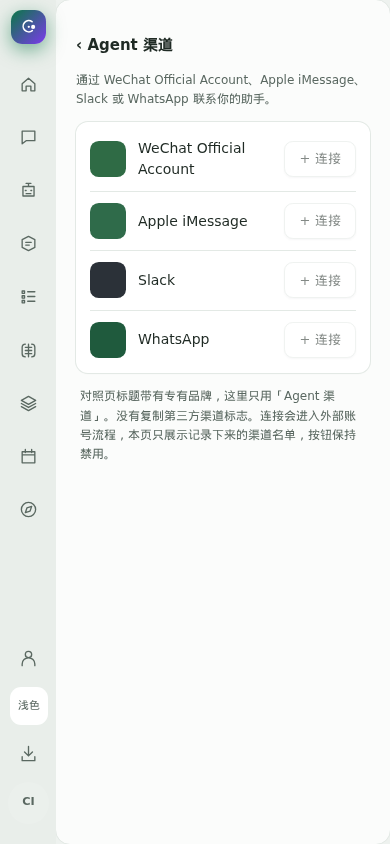 ‹ Agent 渠道
通过 WeChat Official Account、Apple iMessage、
Slack 或 WhatsApp 联系你的助手。
WeChat Official
Account
+ 连接
Apple iMessage
+ 连接
Slack
+ 连接
WhatsApp
+ 连接
对照页标题带有专有品牌，这里只用「Agent 渠
道」。没有复制第三方渠道标志。连接会进入外部账
号流程，本页只展示记录下来的渠道名单，按钮保持
禁用。
浅色
CI